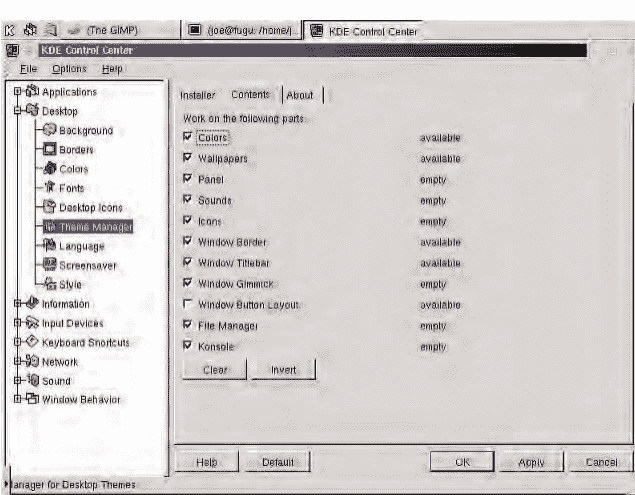 (The GIMP)
(joe@fugu: /home/j
KDE Control Center
KDE Control Center
File Options Help
Applications
Desktop
Background
Borders
Colors
Fonts
Desktop Icons
Theme Manager
Language
Screensaver
Style
Information
Input Devices
Keyboard Shortcuts
Network
Sound
Window Behavior
Installer Contents About
Work on the following parts
Colors available
Wallpapers available
Panel empty
Sounds empty
Icons empty
Window Border available
Window Titlebar available
Window Gimmick empty
Window Button Layout available
File Manager empty
Konsole empty
Clear Invert
Help Default OK Apply Cancel
Manager for Desktop Themes